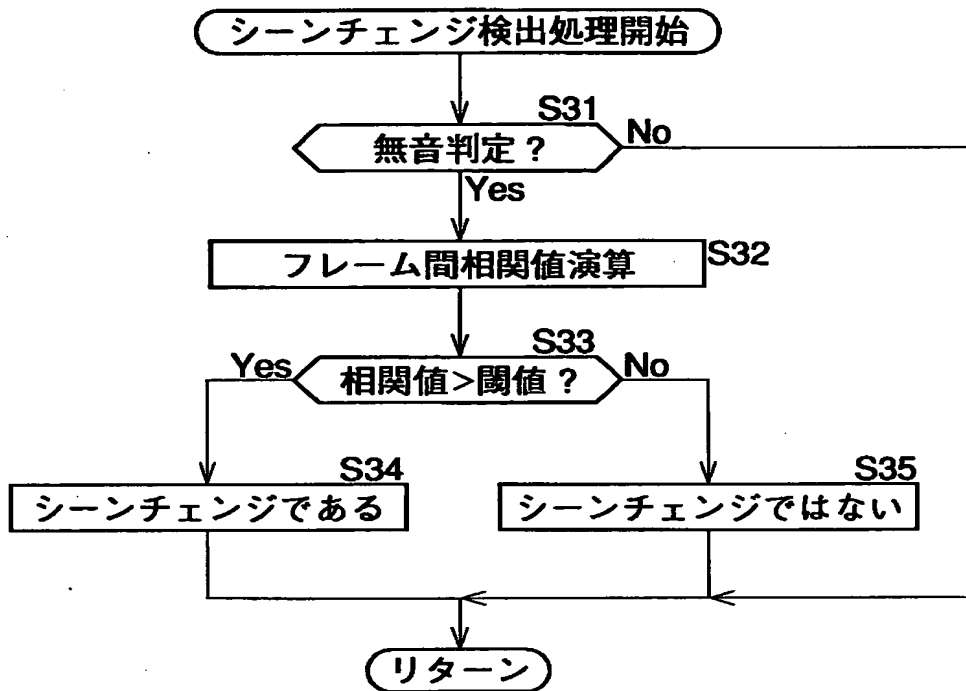 シーンチェンジ検出処理開始
S31
無音判定?
No
Yes
フレーム間相関値演算
S32
S33
Yes
相関値>閾値?
No
S34
シーンチェンジである
S35
シーンチェンジではない
リターン